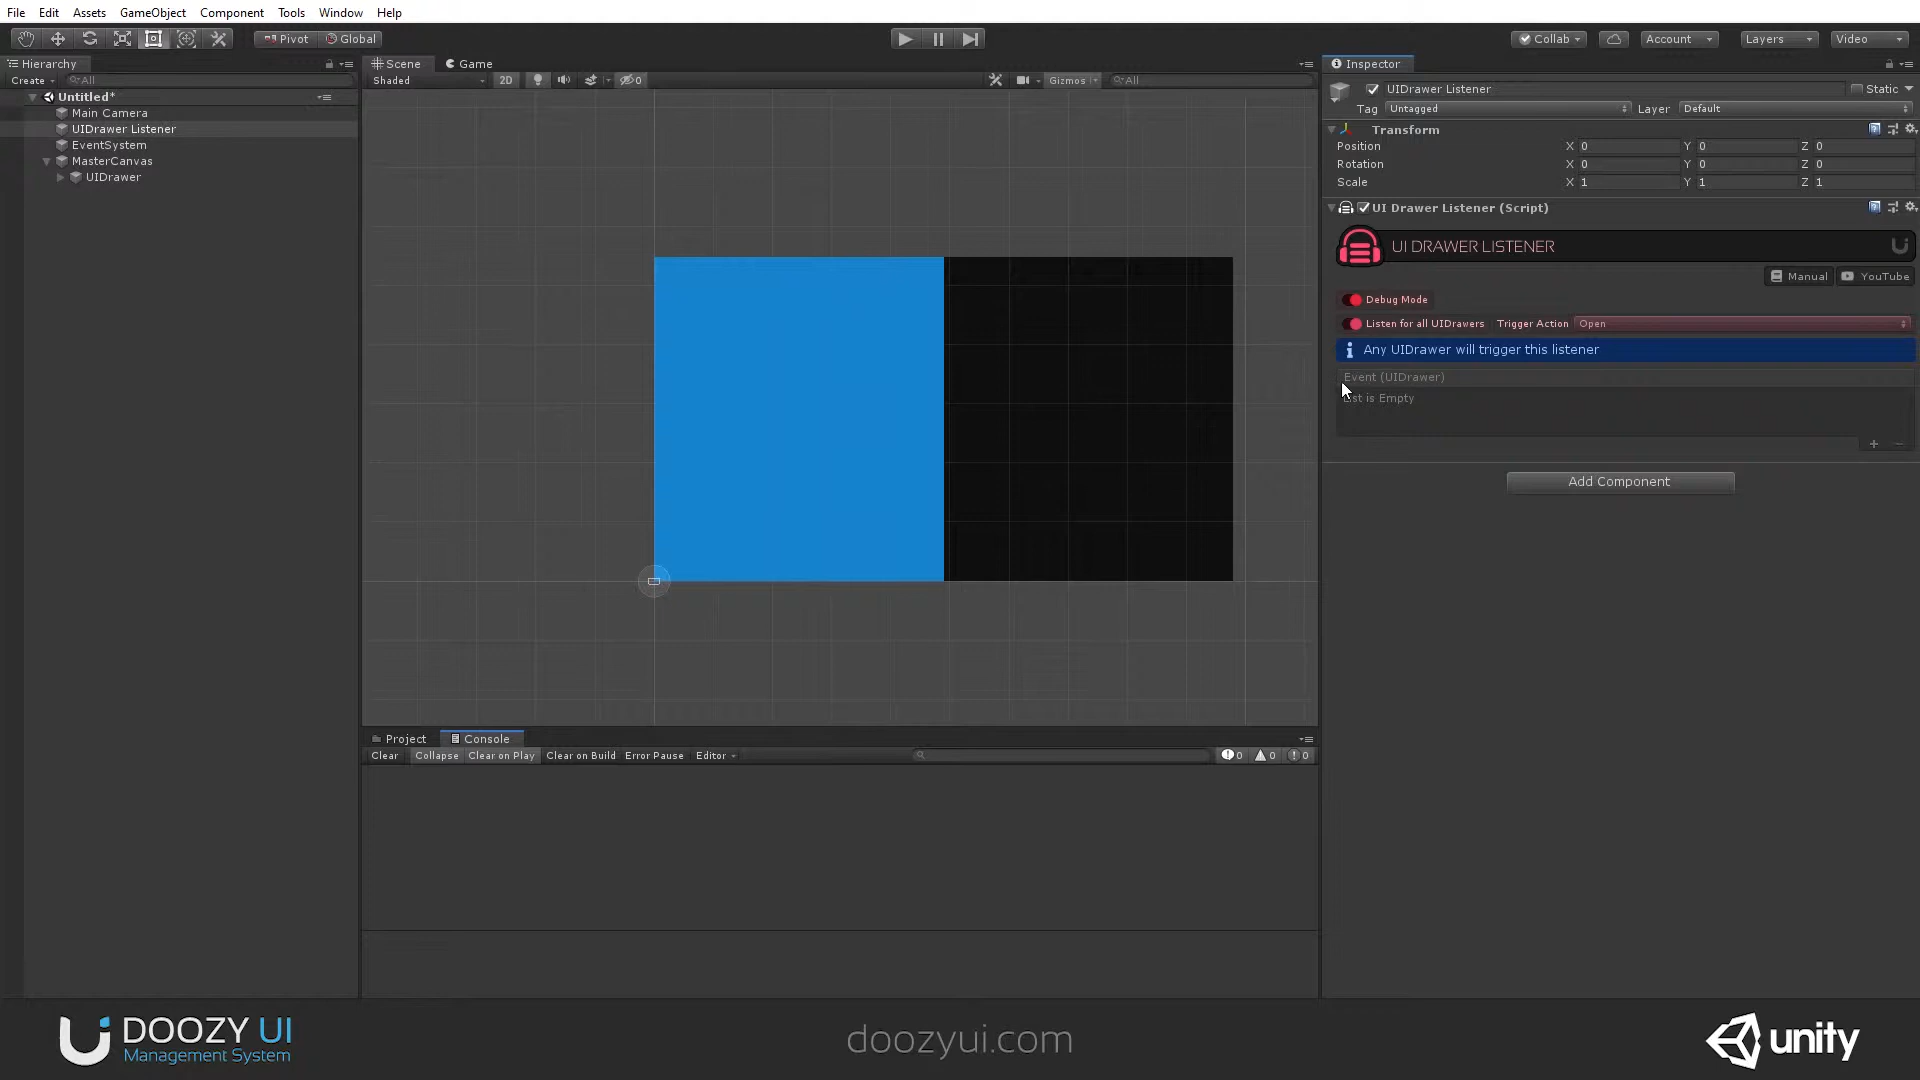 File Edit Assets GameObject Component Tools Window Help
Pivot Global Collab Account Layers Video
Hierarchy
Create All
Untitled*
Main Camera
UIDrawer Listener
EventSystem
MasterCanvas
UIDrawer
Scene Game
Shaded 2D 0 Gizmos All
Inspector
UIDrawer Listener Static
Tag Untagged Layer Default
Transform
Position X 0 Y 0 Z 0
Rotation X 0 Y 0 Z 0
Scale X 1 Y 1 Z 1
UI Drawer Listener (Script)
UI DRAWER LISTENER
Manual YouTube
Debug Mode
Listen for all UIDrawers Trigger Action Open
Any UIDrawer will trigger this listener
Event (UIDrawer)
is Empty
Add Component
Project Console
Clear Collapse Clear on Play Clear on Build Error Pause Editor 0 0 0
DOOZY UI
Management System
doozyui.com
unity